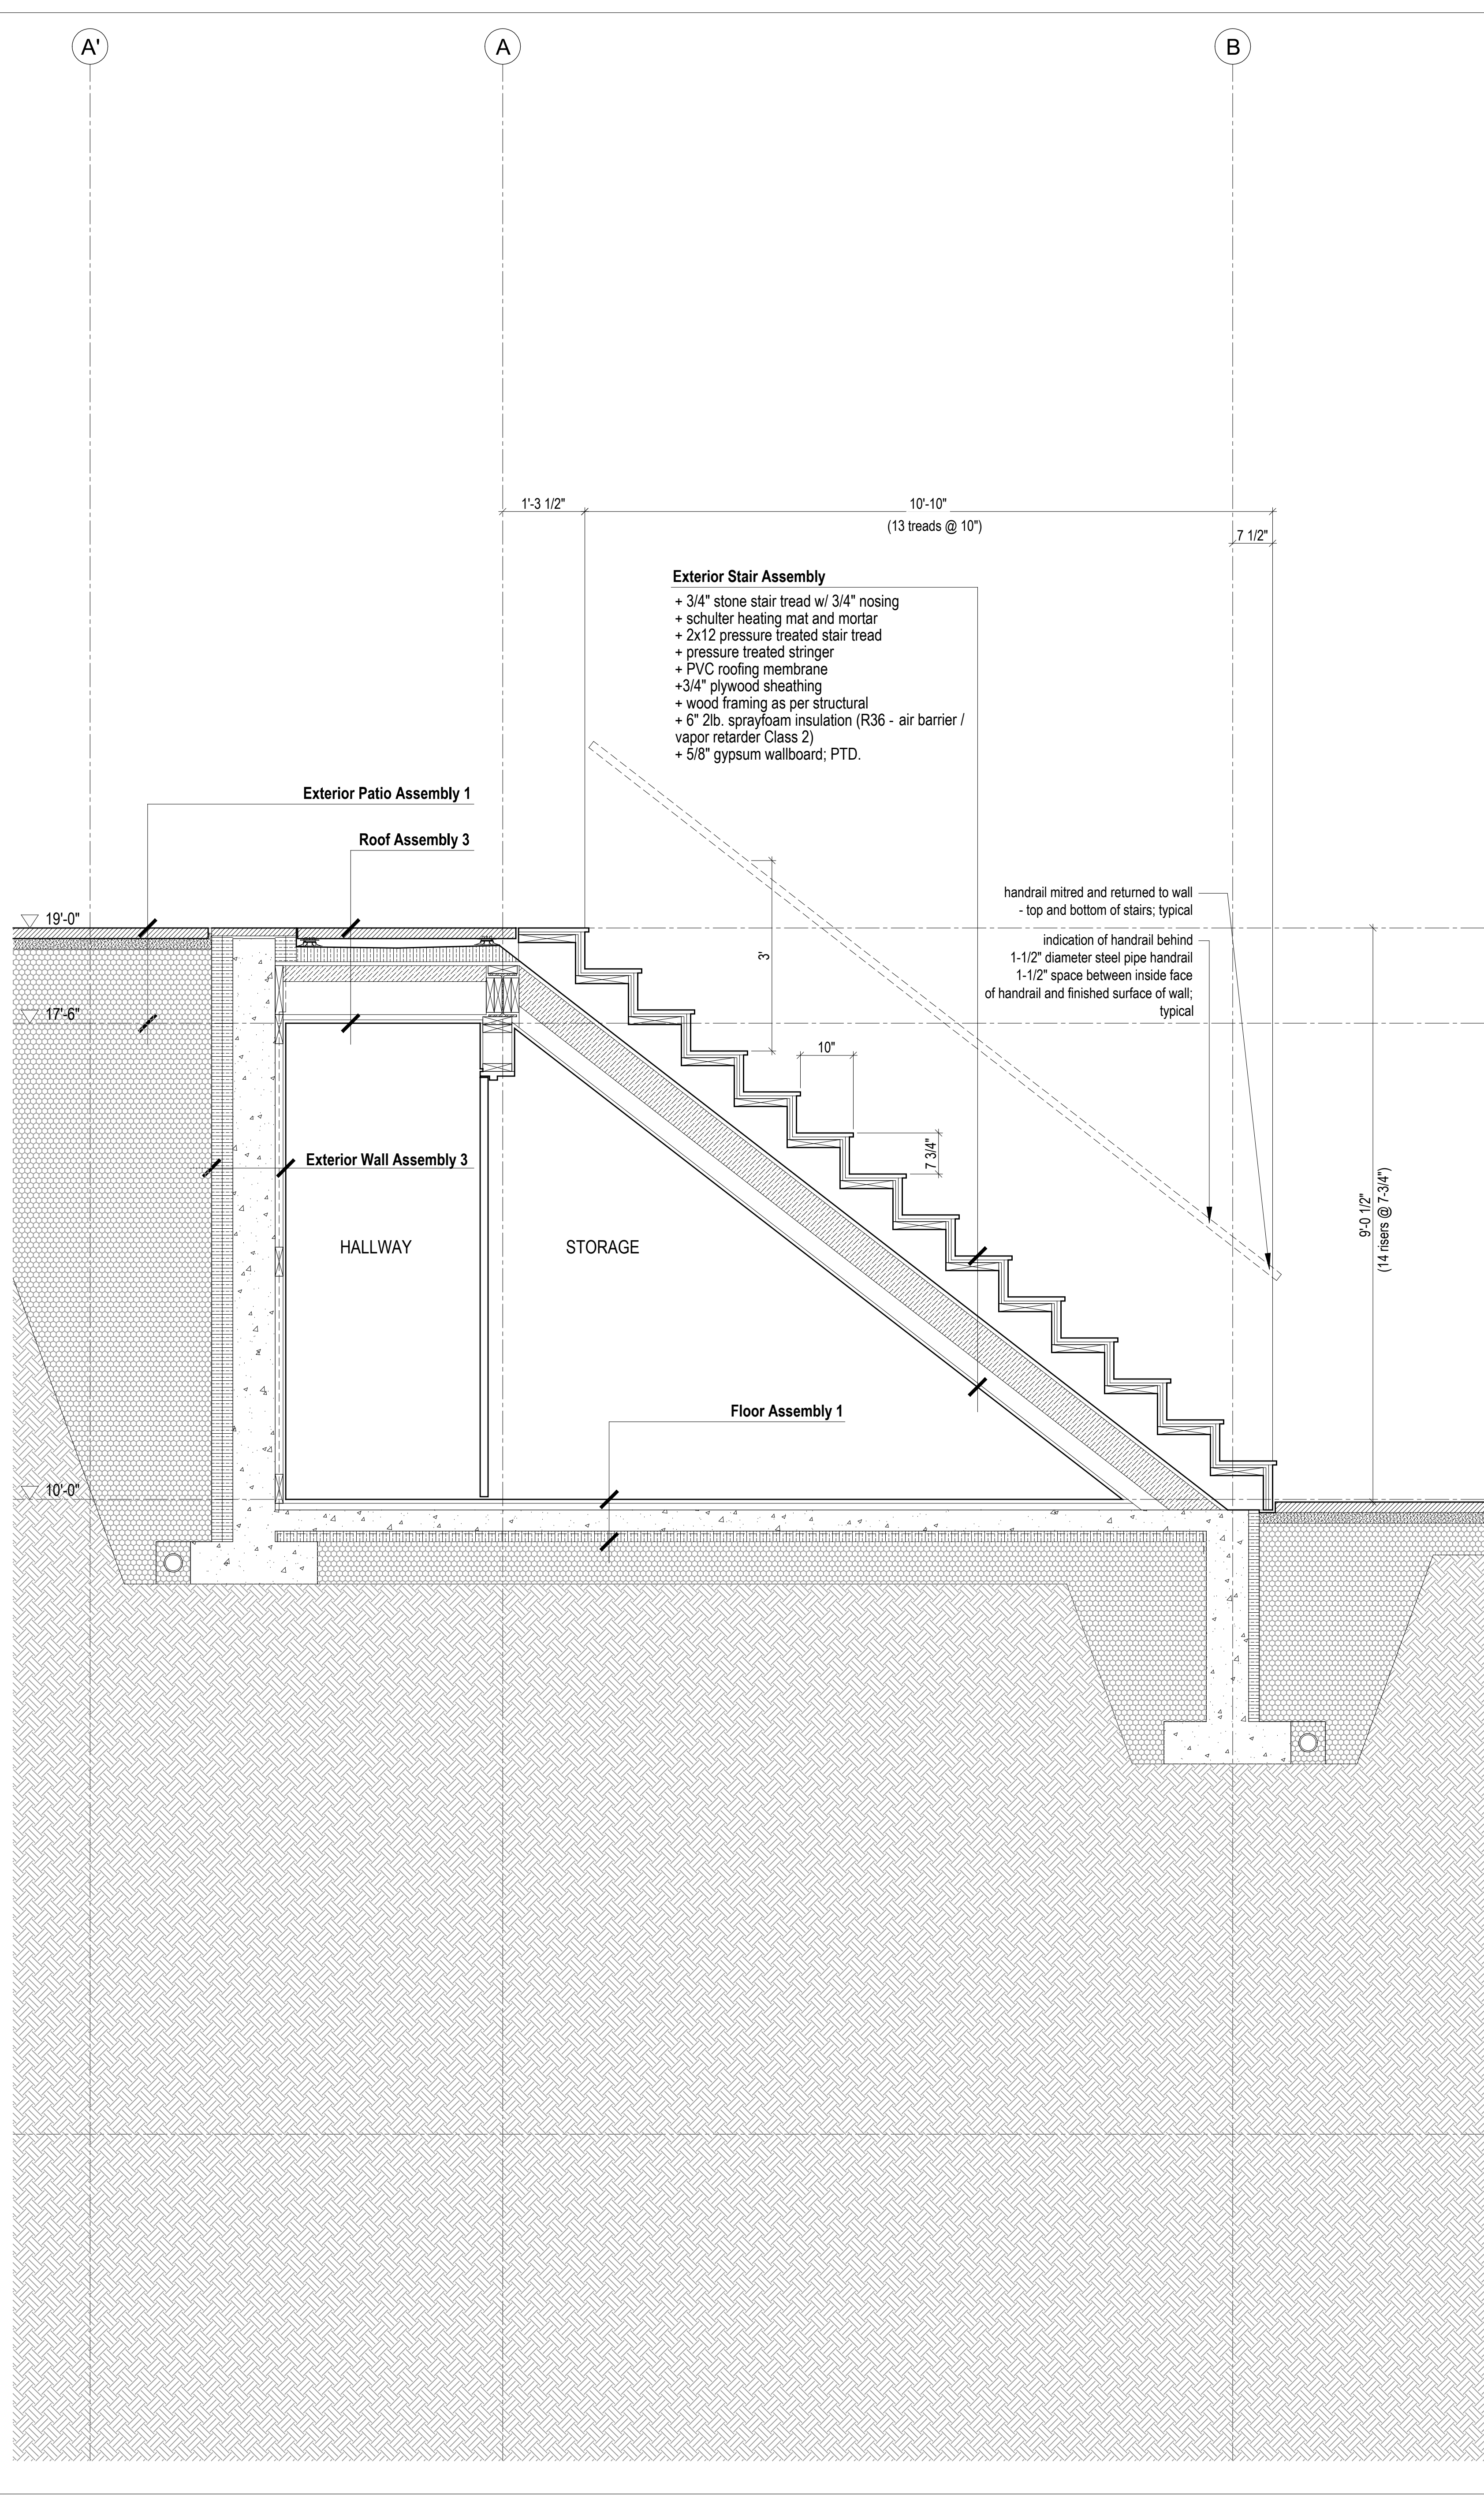 A'
A
B
1'-3 1/2"
10'-10"
(13 treads @ 10")
7 1/2"
Exterior Stair Assembly
+ 3/4" stone stair tread w/ 3/4" nosing
+ schulter heating mat and mortar
+ 2x12 pressure treated stair tread
+ pressure treated stringer
+ PVC roofing membrane
+3/4" plywood sheathing
+ wood framing as per structural
+ 6" 2lb. sprayfoam insulation (R36 - air barrier /
vapor retarder Class 2)
+ 5/8" gypsum wallboard; PTD.
Exterior Patio Assembly 1
Roof Assembly 3
handrail mitred and returned to wall
- top and bottom of stairs; typical
indication of handrail behind
1-1/2" diameter steel pipe handrail
1-1/2" space between inside face
of handrail and finished surface of wall;
typical
19'-0"
3'
17'-6"
10"
7 3/4"
Exterior Wall Assembly 3
9'-0 1/2"
(14 risers @ 7-3/4")
HALLWAY
STORAGE
Floor Assembly 1
10'-0"